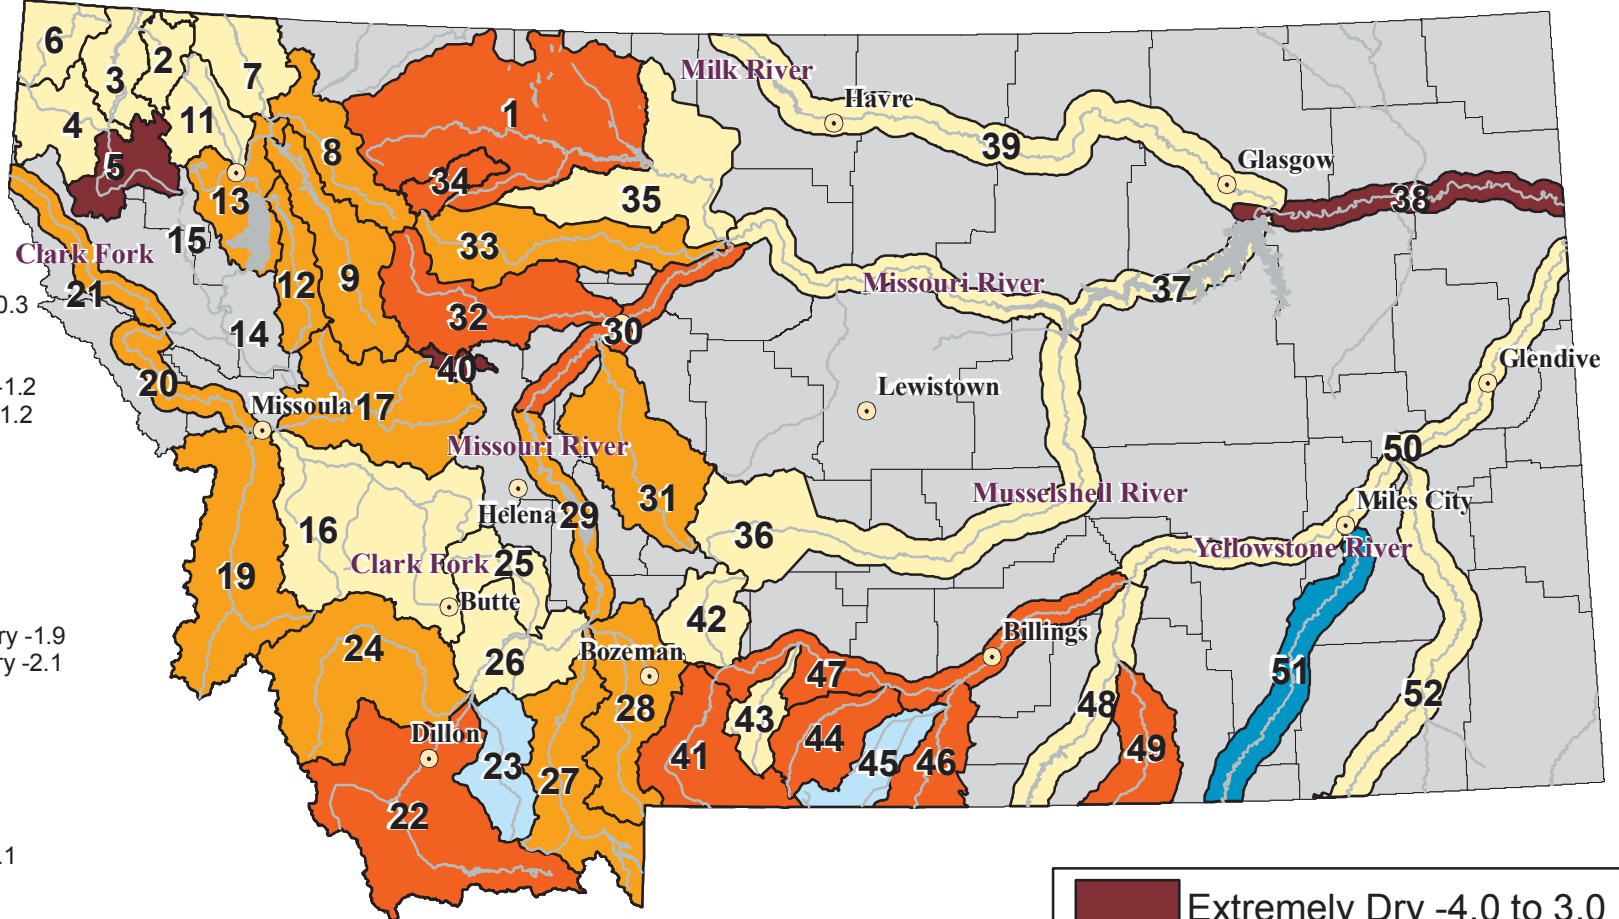 6
3
2
7
4
11
5
8
1
13
34
35
15
Clark Fork
21
33
12
9
32
14
20
Missoula
17
30
40
Milk River
Havre
39
Glasgow
38
Missouri River
37
Lewistown
Glendive
50
Miles City
0.3
-1.2
1.2
Missouri River
31
Helena
29
16
Clark Fork
25
36
Musselshell River
Yellowstone River
19
Butte
42
Billings
ry -1.9
ry -2.1
24
26
Bozeman
28
47
43
44
41
45
46
48
49
51
52
Dillon
23
27
22
.1
Extremely Dry -4.0 to 3.0